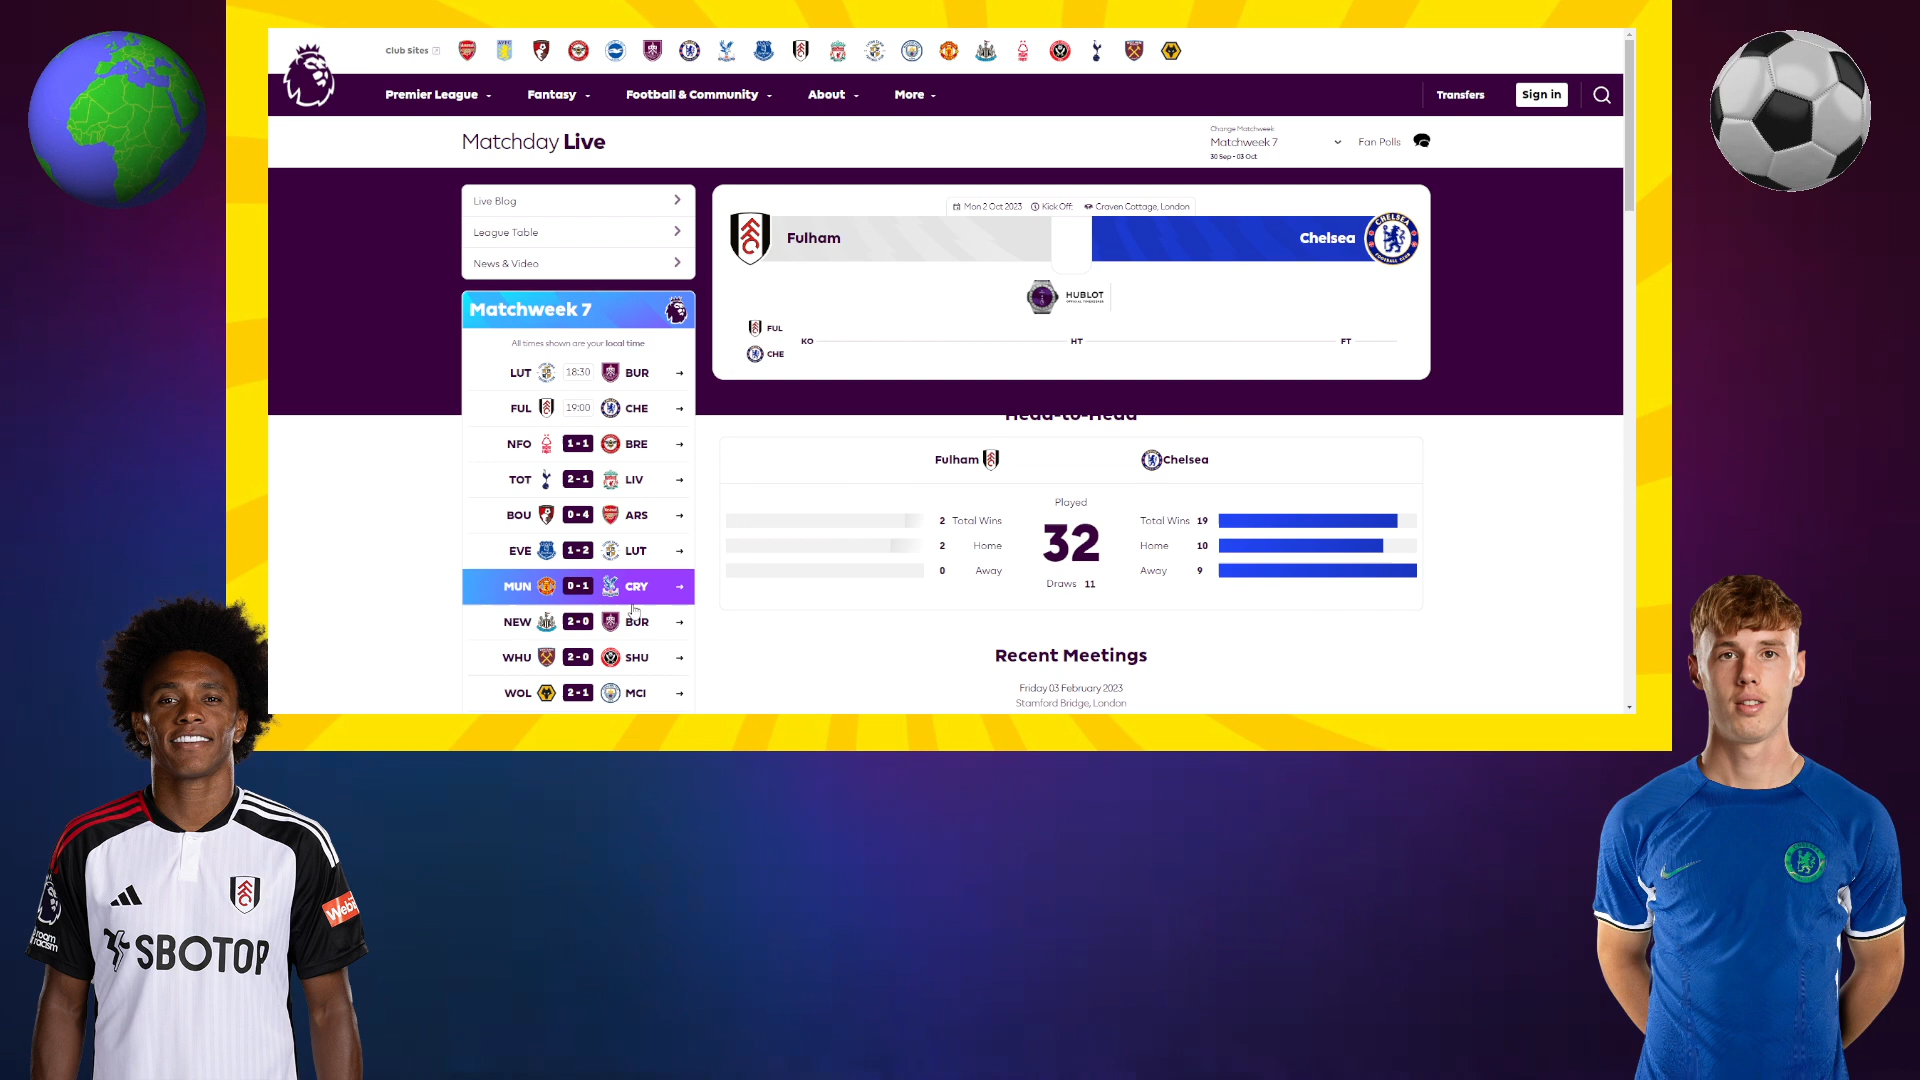 Club Sites
Premier League
Fantasy
Football & Community
About
More
Transfers
Sign in
Matchday Live
Change Matchweek
Matchweek 7
30 Sep - 03 Oct
Fan Polls
Live Blog
League Table
News & Video
Matchweek 7
All times shown are your local time
LUT 18:30 BUR
FUL 19:00 CHE
NFO 1 - 1 BRE
TOT 2 - 1 LIV
BOU 0 - 4 ARS
EVE 1 - 2 LUT
MUN 0 - 1 CRY
NEW 2 - 0 BUR
WHU 2 - 0 SHU
WOL 2 - 1 MCI
Mon 2 Oct 2023 Kick Off: Craven Cottage, London
Fulham
Chelsea
HUBLOT
FUL
CHE
KO HT FT
Head-to-Head
Fulham
Chelsea
Played
32
Draws 11
2 Total Wins
2 Home
0 Away
Total Wins 19
Home 10
Away 9
Recent Meetings
Friday 03 February 2023
Stamford Bridge, London
SBOTOP
room
racism